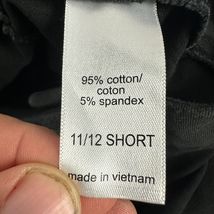 95% cotton/
coton
5% spandex
11/12 SHORT
made in vietnam